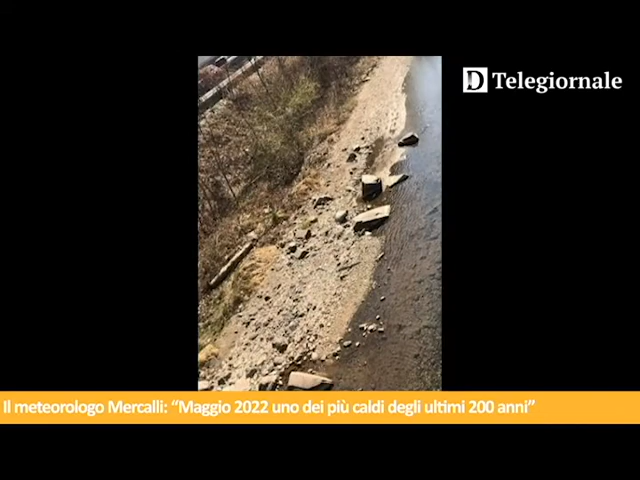 D Telegiornale
Il meteorologo Mercalli: “Maggio 2022 uno dei più caldi degli ultimi 200 anni”